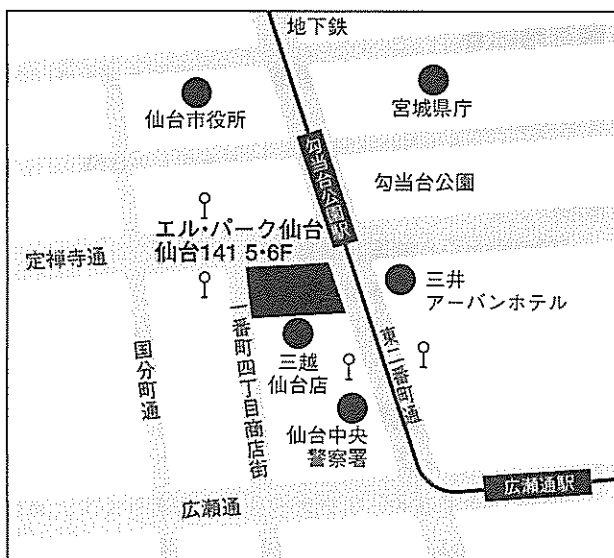 地下鉄
仙台市役所
宮城県庁
勾当台公園駅
勾当台公園
エル・パーク仙台
仙台141 5・6F
定禅寺通
三井
アーバンホテル
国分町通
一番町四丁目商店街
三越
仙台店
東二番町通
仙台中央
警察署
広瀬通
広瀬通駅